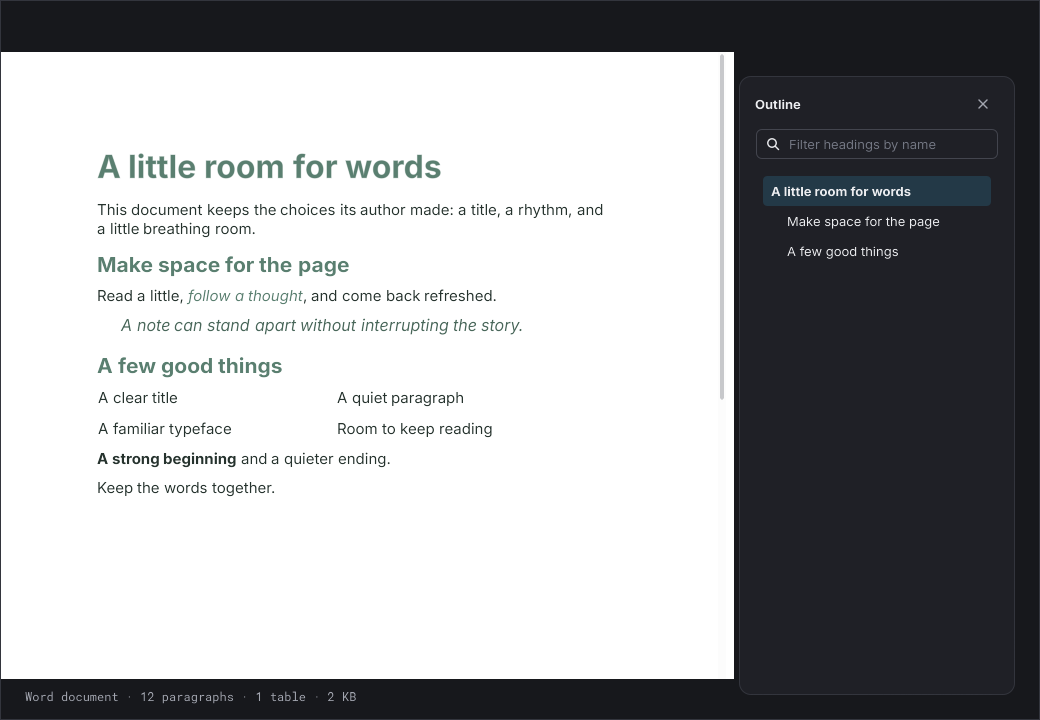 A little room for words
This document keeps the choices its author made: a title, a rhythm, and
a little breathing room.
Make space for the page
Read a little, follow a thought, and come back refreshed.
A note can stand apart without interrupting the story.
A few good things
A clear title
A quiet paragraph
A familiar typeface
Room to keep reading
A strong beginning and a quieter ending.
Keep the words together.
Outline
Filter headings by name
A little room for words
Make space for the page
A few good things
Word document · 12 paragraphs · 1 table · 2 KB